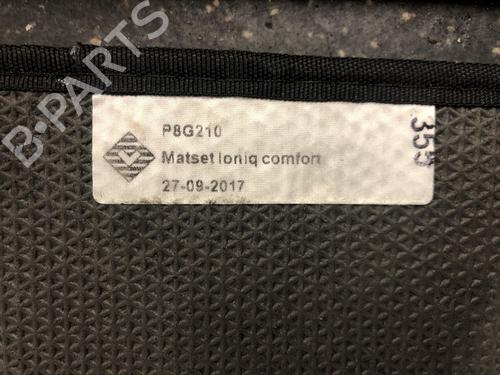 B-PARTS
P8G210
Matset Ioniq comfort
27-09-2017
355